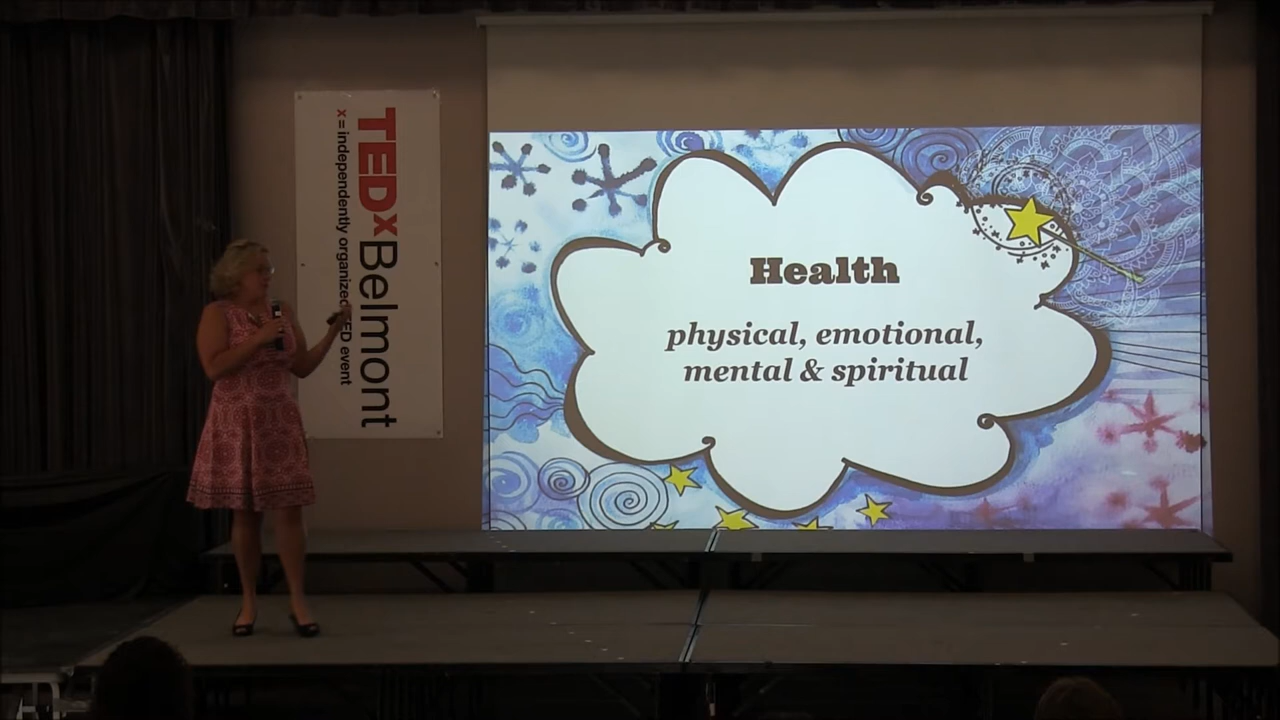 TEDxBelmont
x = independently organized TED event
Health
physical, emotional,
mental & spiritual